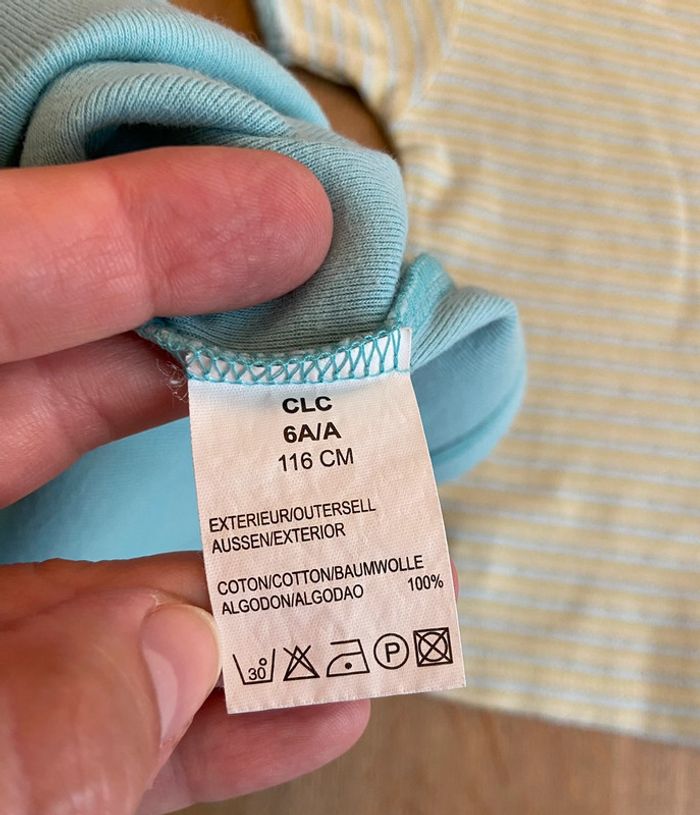 CLC
6A/A
116 CM
EXTERIEUR/OUTERSELL
AUSSEN/EXTERIOR
COTON/COTTON/BAUMWOLLE
ALGODON/ALGODAO 100%
30° P